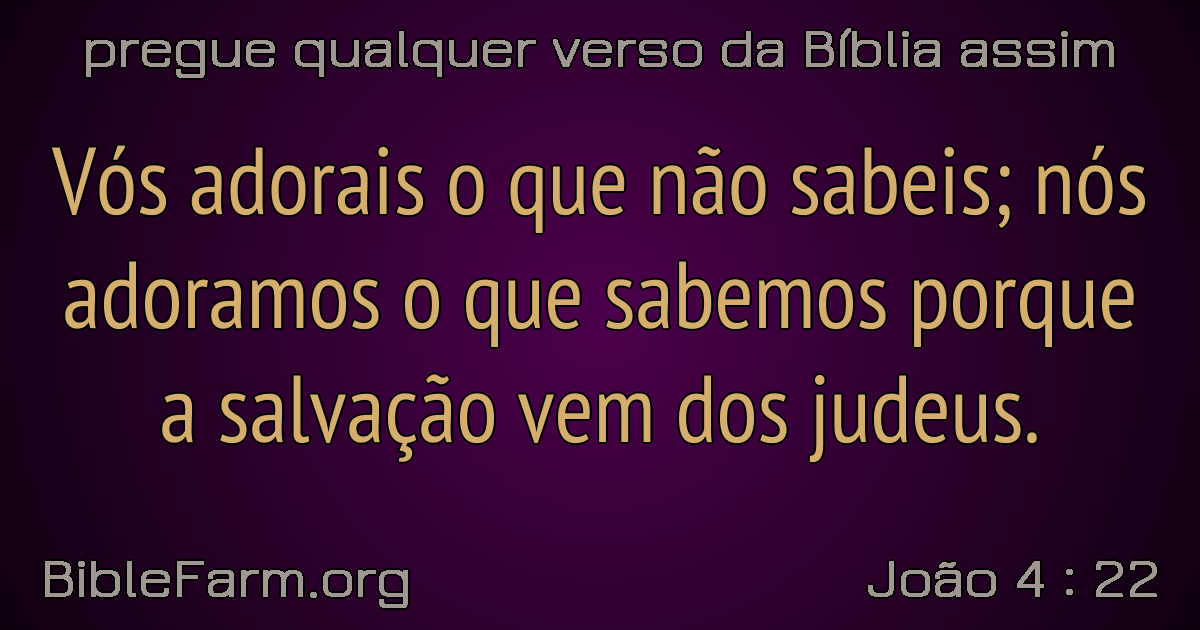 pregue qualquer verso da Bíblia assim
Vós adorais o que não sabeis; nós
adoramos o que sabemos porque
a salvação vem dos judeus.
BibleFarm.org
João 4 : 22